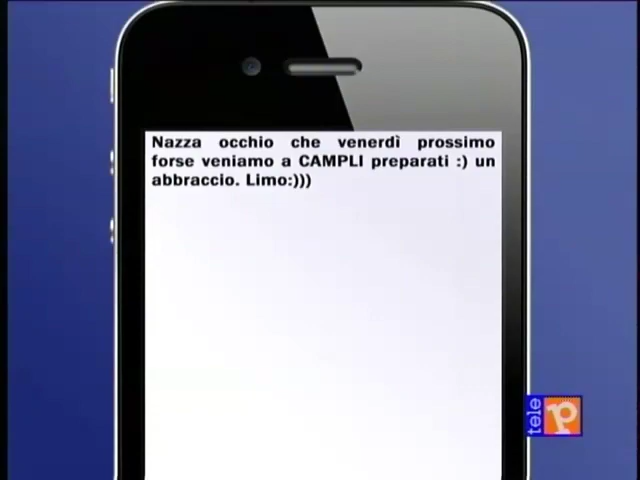 Nazza occhio che venerdì prossimo
forse veniamo a CAMPLI preparati :) un
abbraccio. Limo:)))
tele p